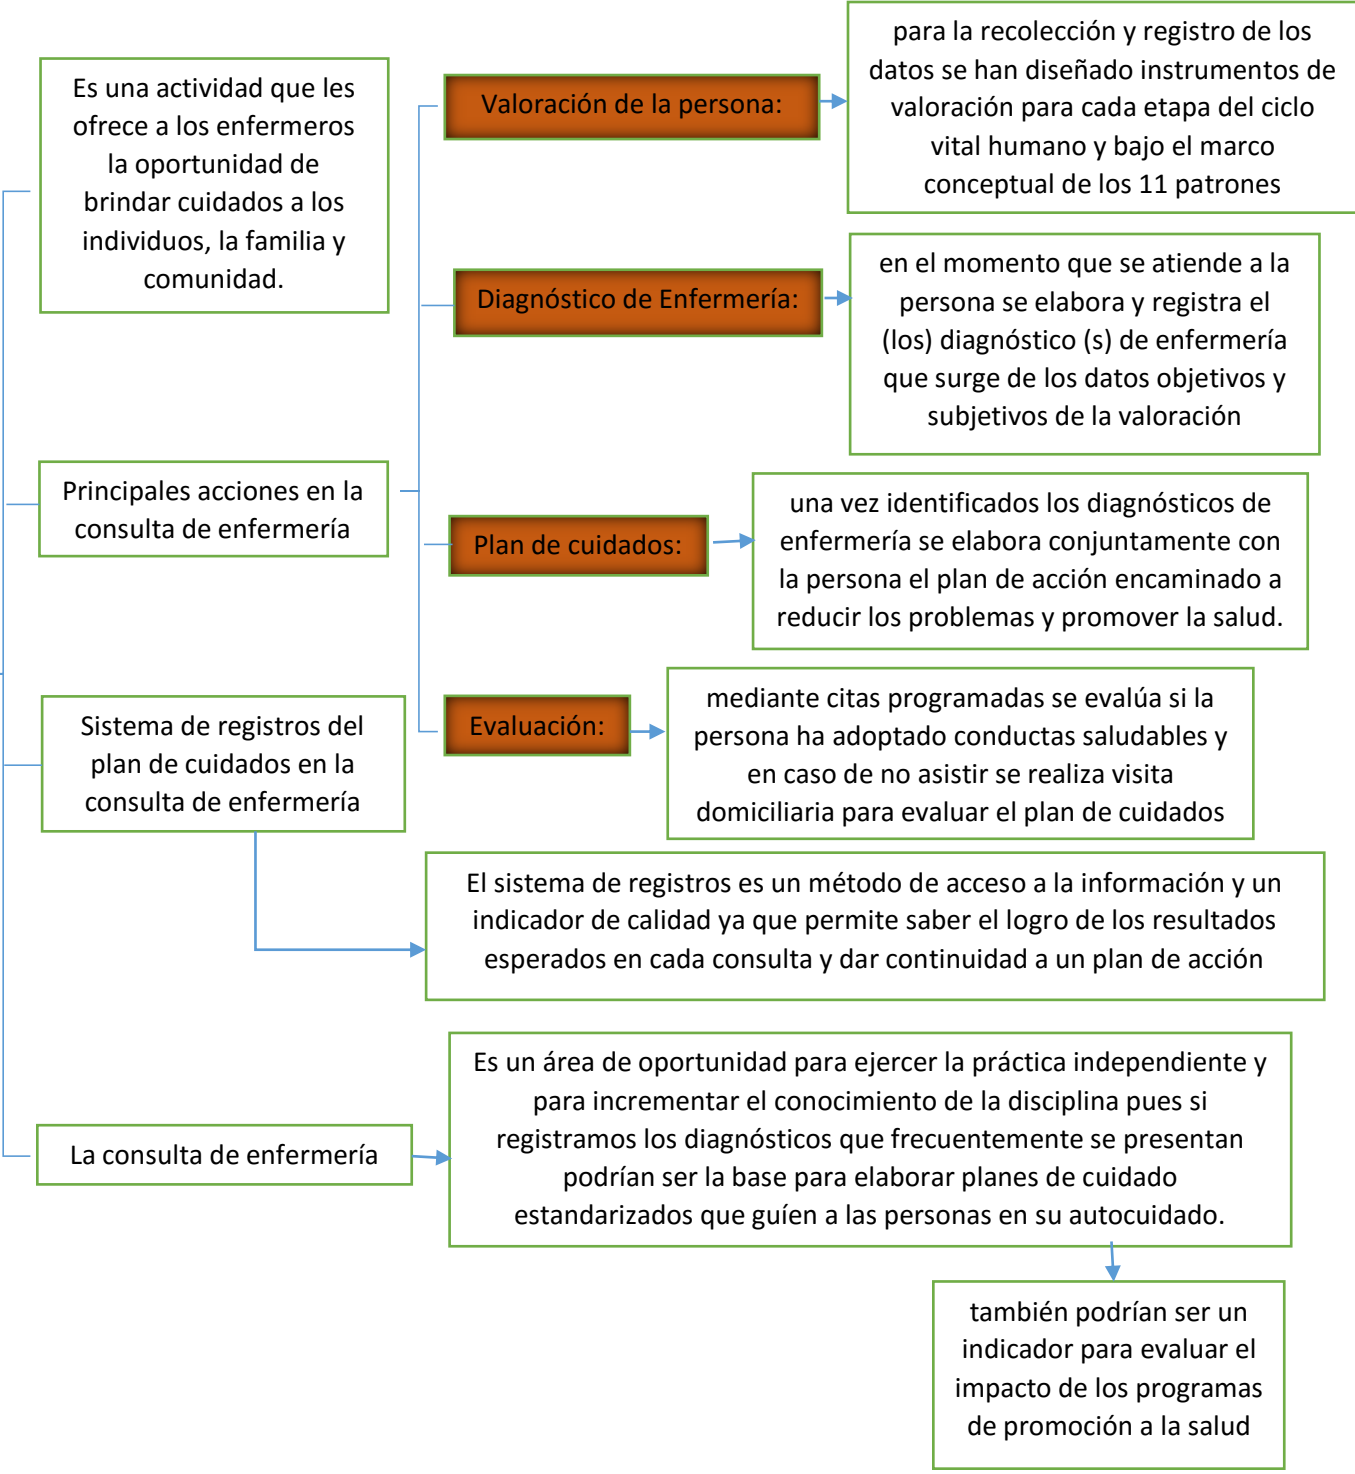 Es una actividad que les
ofrece a los enfermeros
la oportunidad de
brindar cuidados a los
individuos, la familia y
comunidad.
Principales acciones en la
consulta de enfermería
Valoración de la persona:
para la recolección y registro de los
datos se han diseñado instrumentos de
valoración para cada etapa del ciclo
vital humano y bajo el marco
conceptual de los 11 patrones
Diagnóstico de Enfermería:
en el momento que se atiende a la
persona se elabora y registra el
(los) diagnóstico (s) de enfermería
que surge de los datos objetivos y
subjetivos de la valoración
Plan de cuidados:
una vez identificados los diagnósticos de
enfermería se elabora conjuntamente con
la persona el plan de acción encaminado a
reducir los problemas y promover la salud.
Evaluación:
mediante citas programadas se evalúa si la
persona ha adoptado conductas saludables y
en caso de no asistir se realiza visita
domiciliaria para evaluar el plan de cuidados
Sistema de registros del
plan de cuidados en la
consulta de enfermería
El sistema de registros es un método de acceso a la información y un
indicador de calidad ya que permite saber el logro de los resultados
esperados en cada consulta y dar continuidad a un plan de acción
La consulta de enfermería
Es un área de oportunidad para ejercer la práctica independiente y
para incrementar el conocimiento de la disciplina pues si
registramos los diagnósticos que frecuentemente se presentan
podrían ser la base para elaborar planes de cuidado
estandarizados que guíen a las personas en su autocuidado.
también podrían ser un
indicador para evaluar el
impacto de los programas
de promoción a la salud